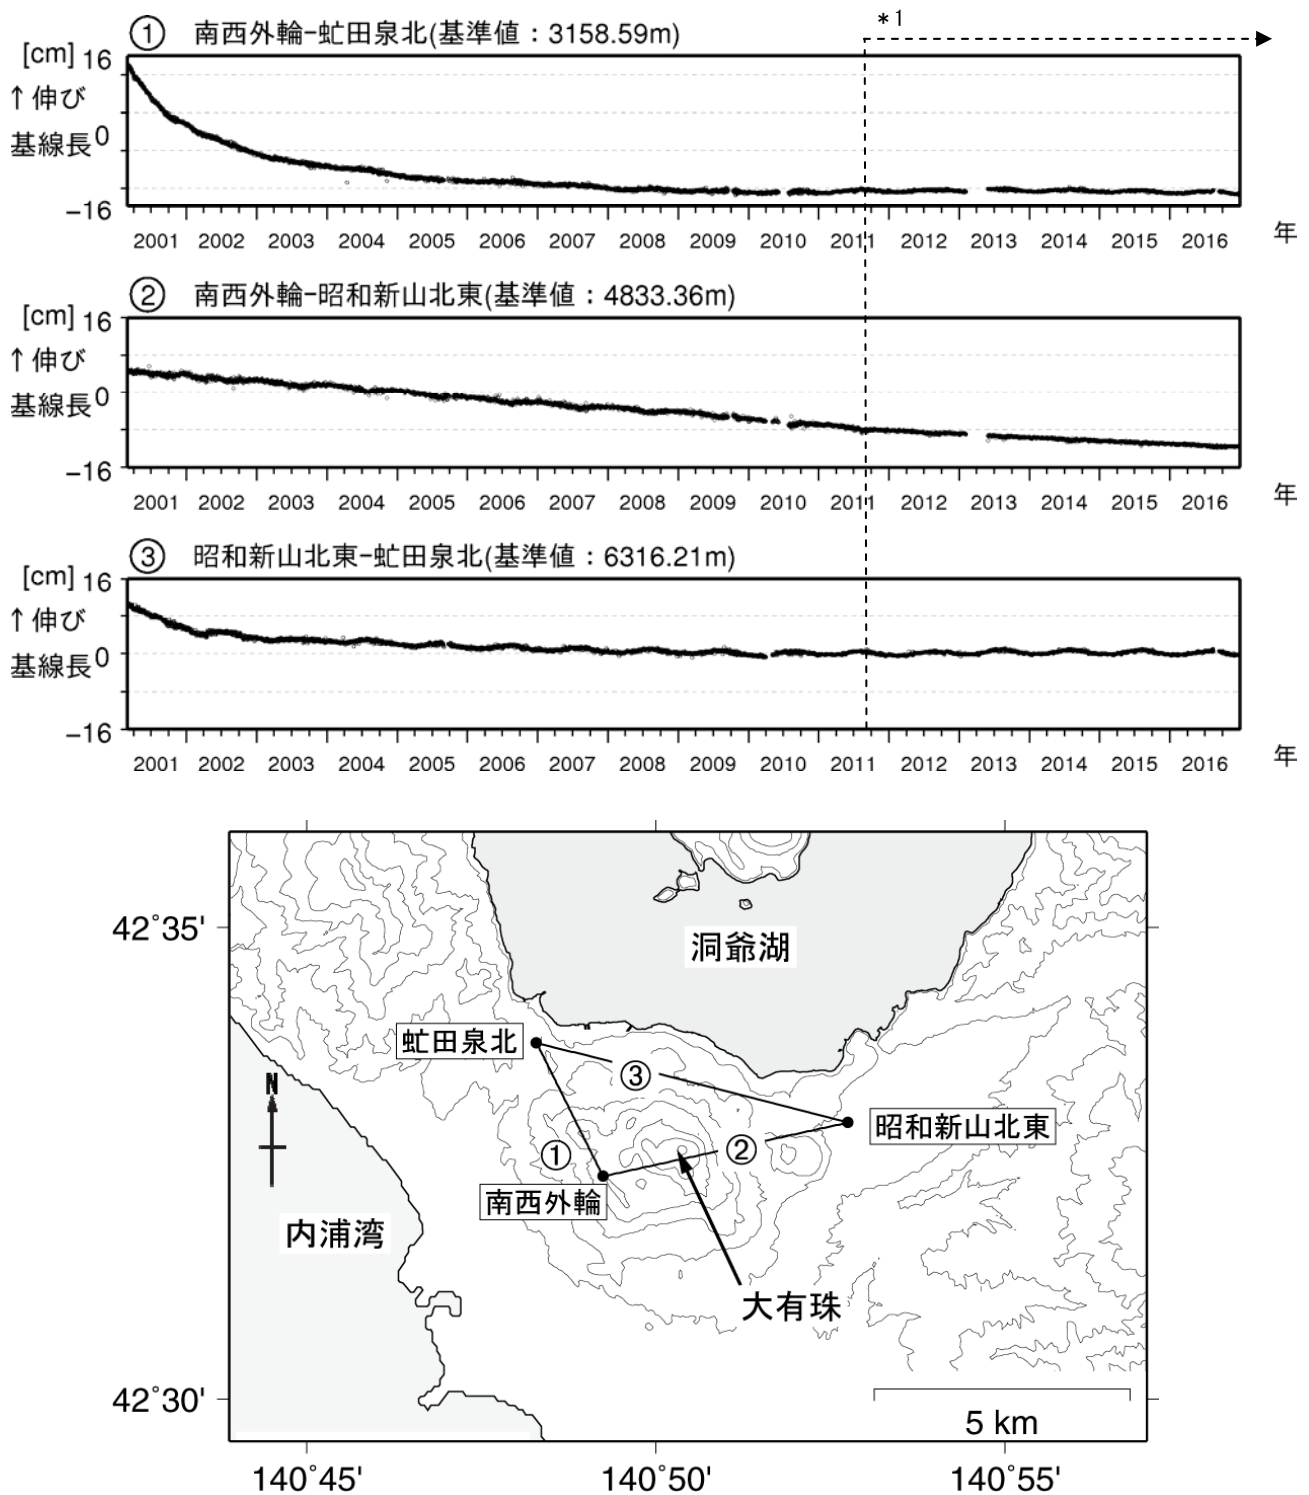 *1
① 南西外輪-虻田泉北(基準値：3158.59m)
[cm] 16
↑伸び
基線長 0
-16
2001 2002 2003 2004 2005 2006 2007 2008 2009 2010 2011 2012 2013 2014 2015 2016 年
② 南西外輪-昭和新山北東(基準値：4833.36m)
[cm] 16
↑伸び
基線長 0
-16
2001 2002 2003 2004 2005 2006 2007 2008 2009 2010 2011 2012 2013 2014 2015 2016 年
③ 昭和新山北東-虻田泉北(基準値：6316.21m)
[cm] 16
↑伸び
基線長 0
-16
2001 2002 2003 2004 2005 2006 2007 2008 2009 2010 2011 2012 2013 2014 2015 2016 年
42°35'
洞爺湖
虻田泉北
③
N
昭和新山北東
②
①
南西外輪
内浦湾
大有珠
42°30'
5 km
140°45' 140°50' 140°55'